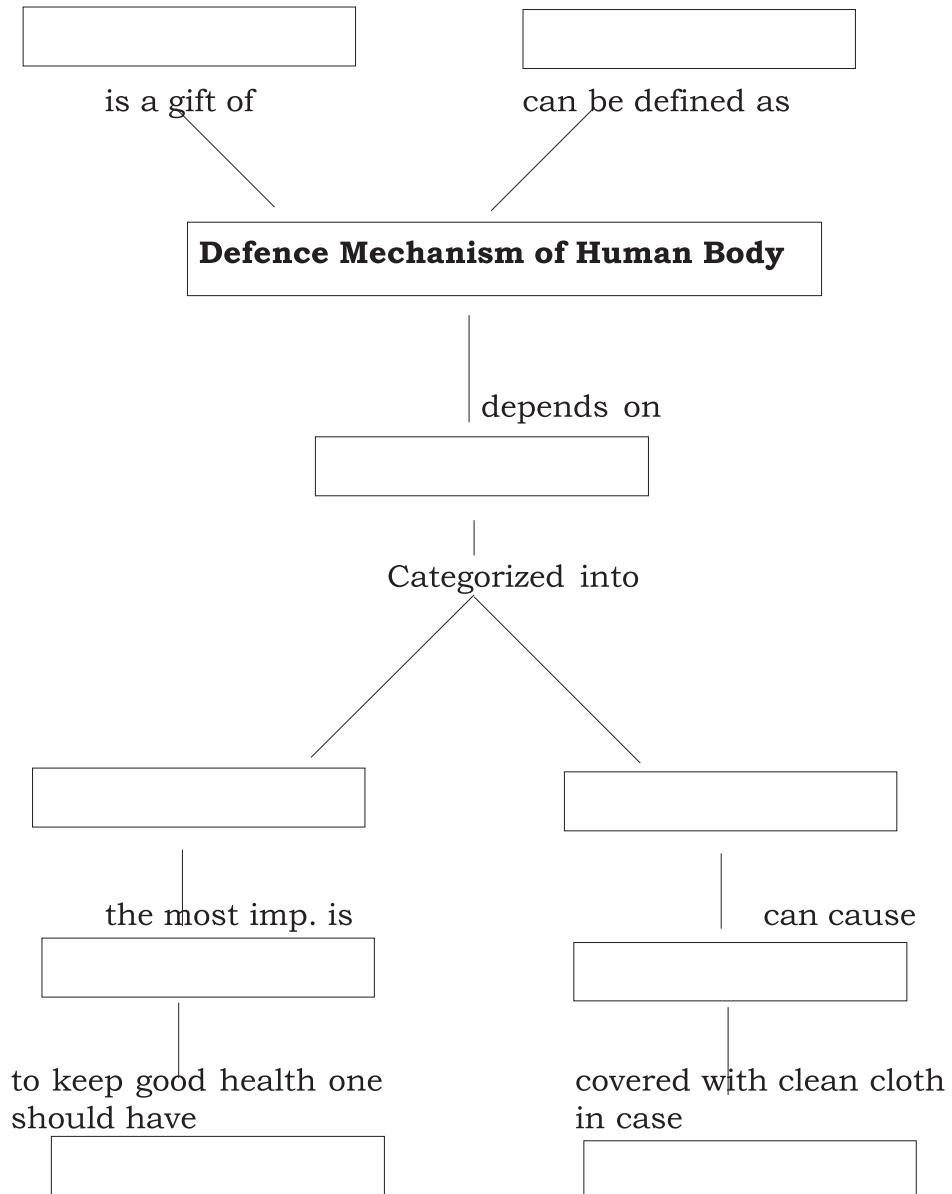 is a gift of
can be defined as
Defence Mechanism of Human Body
depends on
Categorized into
the most imp. is
can cause
to keep good health one
should have
covered with clean cloth
in case